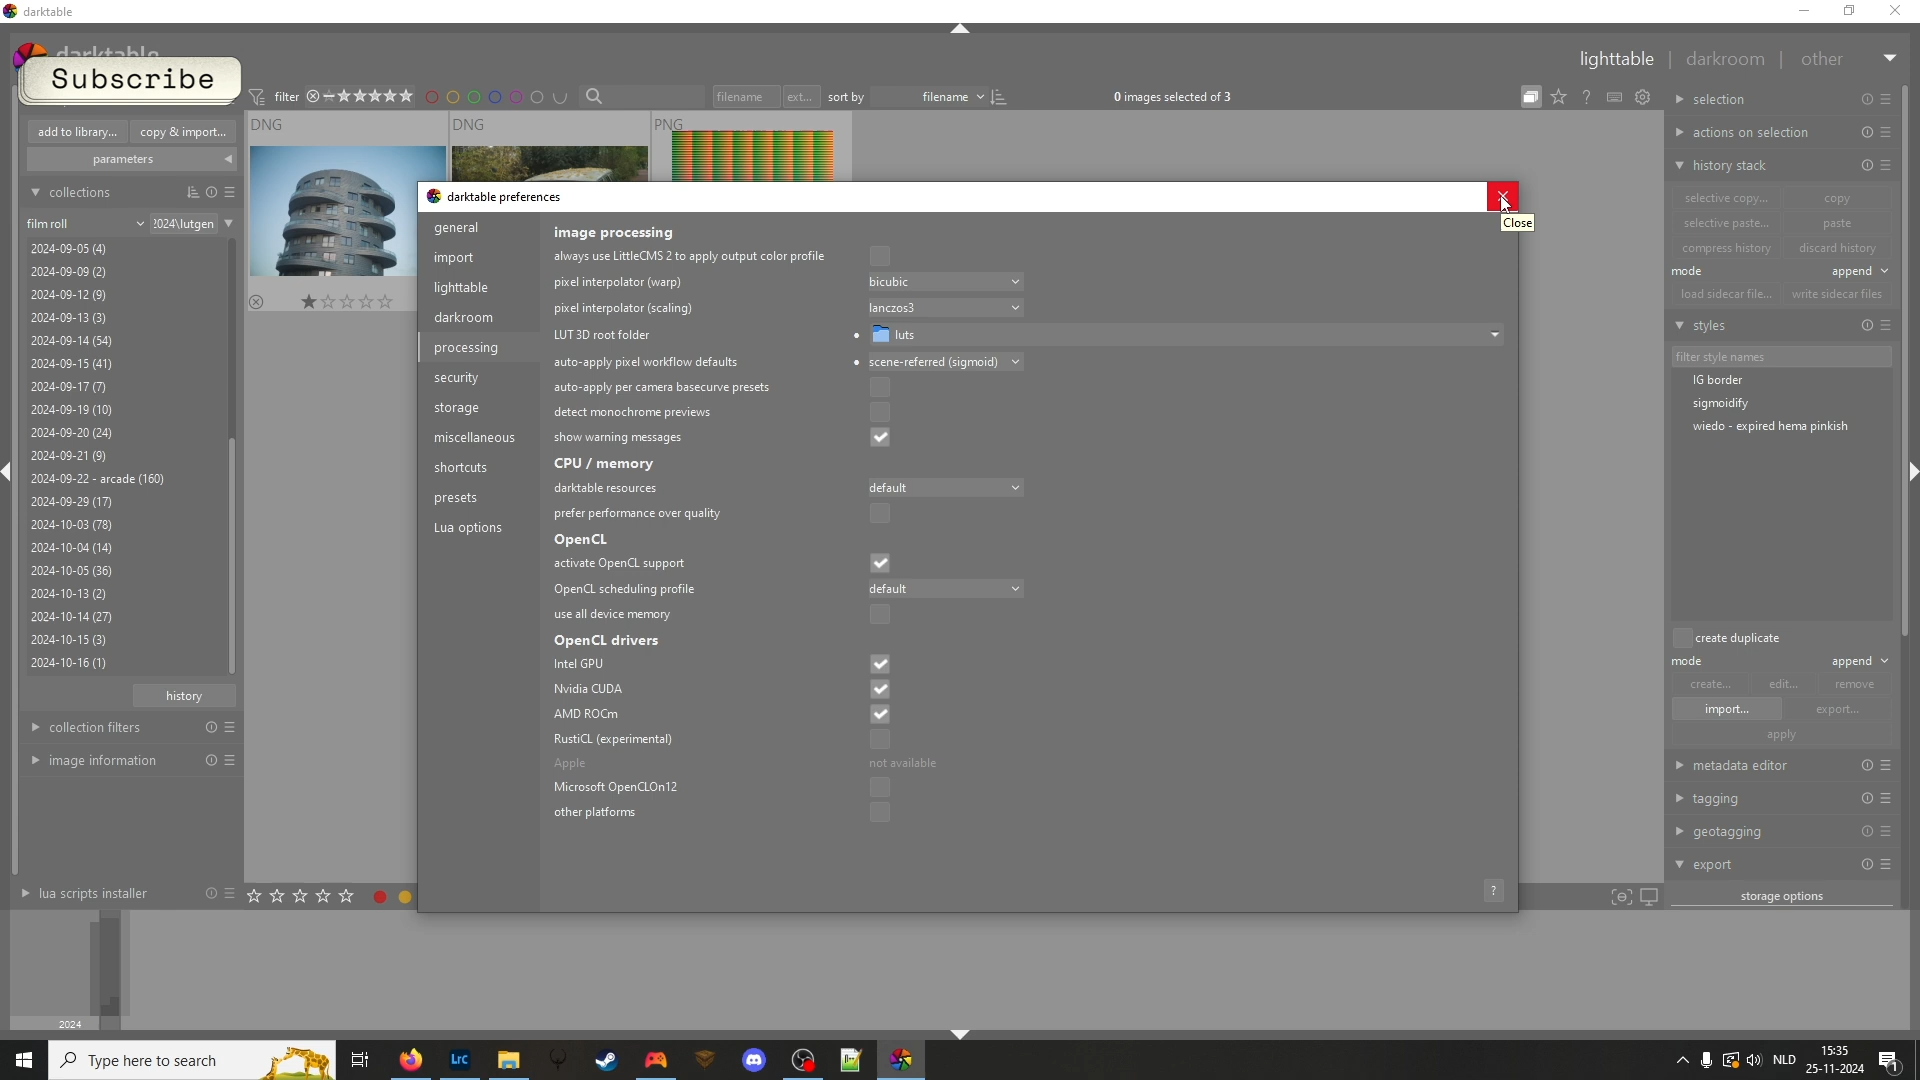 darktable
darktable
Subscribe
lighttable | darkroom | other
filter
filename
ext...
sort by
filename
0 images selected of 3
add to library...
copy & import...
parameters
collections
film roll
2024\lutgen
2024-09-05 (4)
2024-09-09 (2)
2024-09-12 (9)
2024-09-13 (3)
2024-09-14 (54)
2024-09-15 (41)
2024-09-17 (7)
2024-09-19 (10)
2024-09-20 (24)
2024-09-21 (9)
2024-09-22 - arcade (160)
2024-09-29 (17)
2024-10-03 (78)
2024-10-04 (14)
2024-10-05 (36)
2024-10-13 (2)
2024-10-14 (27)
2024-10-15 (3)
2024-10-16 (1)
history
collection filters
image information
lua scripts installer
DNG
DNG
PNG
darktable preferences
Close
general
import
lighttable
darkroom
processing
security
storage
miscellaneous
shortcuts
presets
Lua options
image processing
always use LittleCMS 2 to apply output color profile
pixel interpolator (warp) bicubic
pixel interpolator (scaling) lanczos3
LUT 3D root folder • luts
auto-apply pixel workflow defaults • scene-referred (sigmoid)
auto-apply per camera basecurve presets
detect monochrome previews
show warning messages
CPU / memory
darktable resources default
prefer performance over quality
OpenCL
activate OpenCL support
OpenCL scheduling profile default
use all device memory
OpenCL drivers
Intel GPU
Nvidia CUDA
AMD ROCm
RustiCL (experimental)
Apple not available
Microsoft OpenCLOn12
other platforms
?
selection
actions on selection
history stack
selective copy... copy
selective paste... paste
compress history discard history
mode append
load sidecar file... write sidecar files
styles
filter style names
IG border
sigmoidify
wiedo - expired hema pinkish
create duplicate
mode append
create... edit... remove
import... export...
apply
metadata editor
tagging
geotagging
export
storage options
2024
Type here to search
Lrc
NLD
15:35
25-11-2024
1